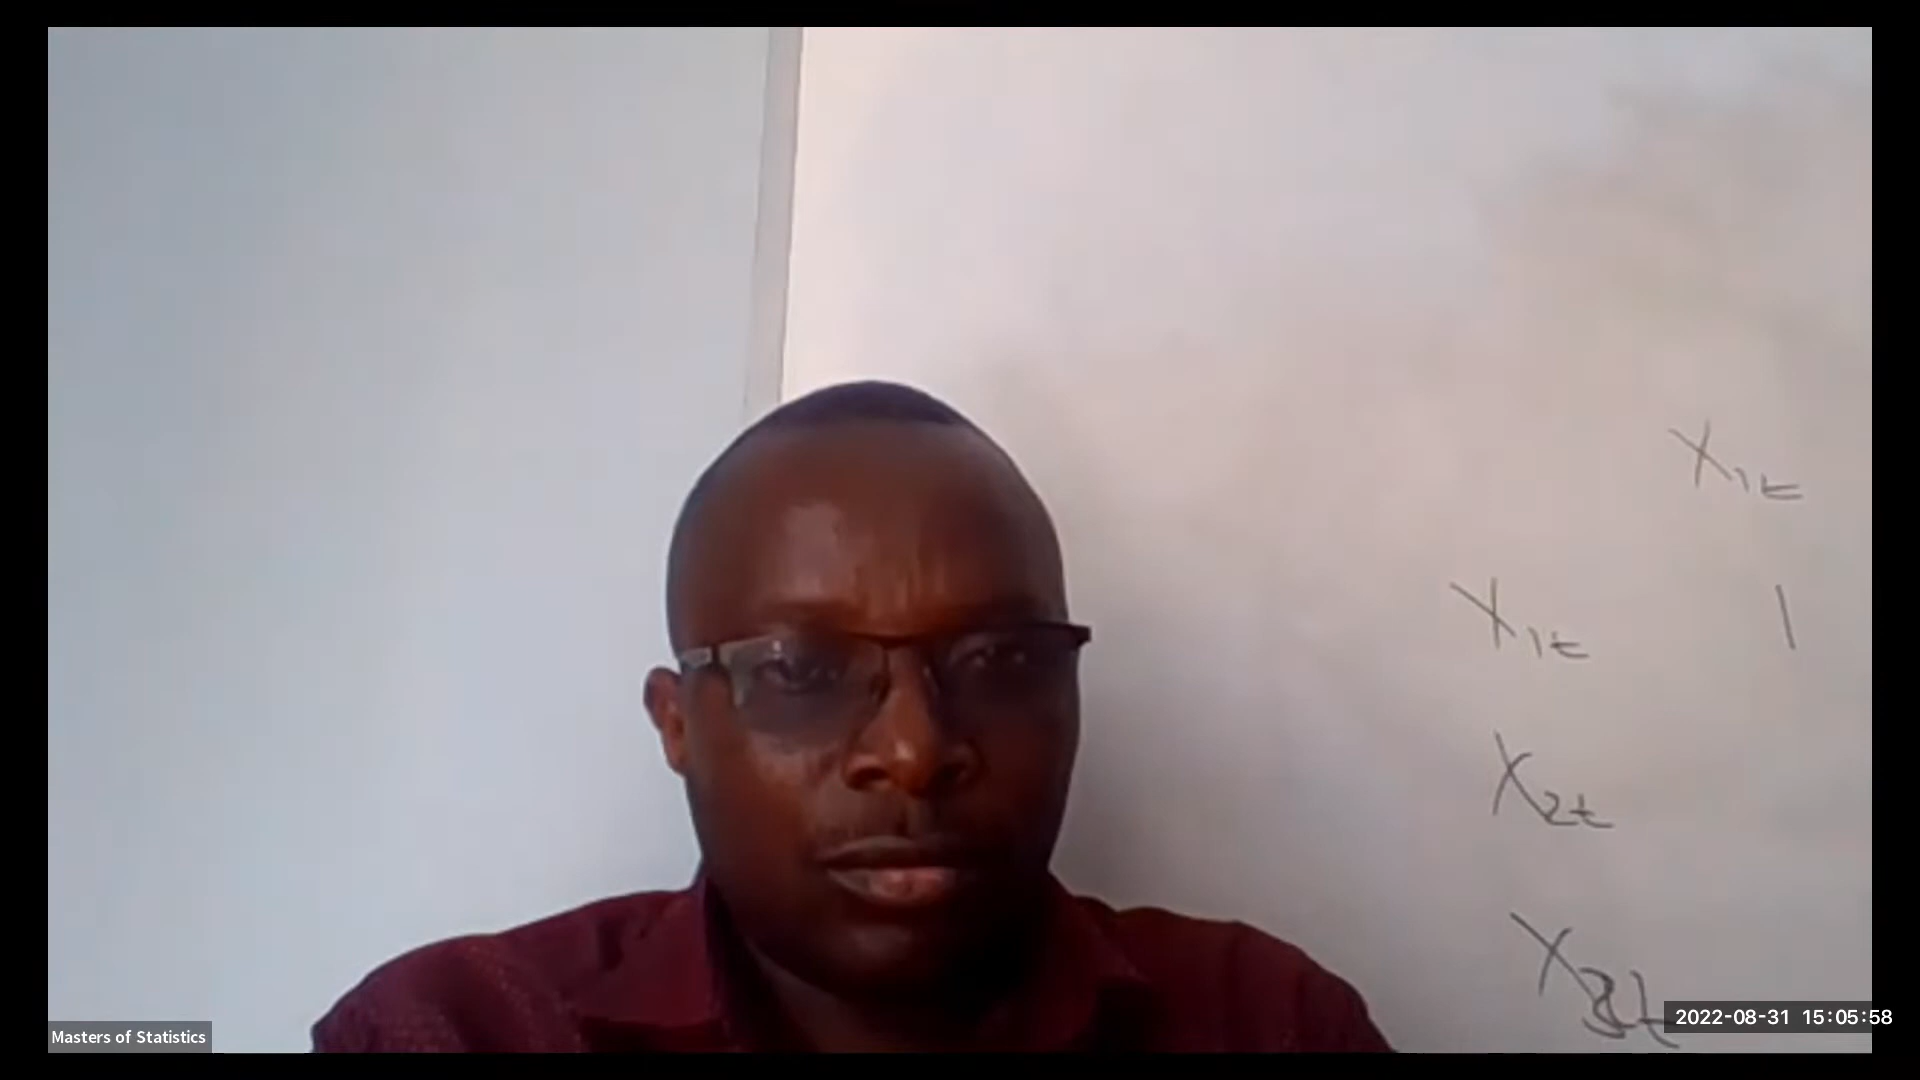 X1t
X1t 1
X2t
X3t
2022-08-31 15:05:58
Masters of Statistics